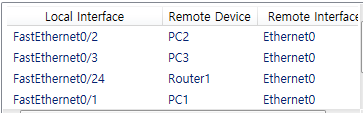 Local Interface Remote Device Remote Interface
FastEthernet0/2 PC2 Ethernet0
FastEthernet0/3 PC3 Ethernet0
FastEthernet0/24 Router1 Ethernet0
FastEthernet0/1 PC1 Ethernet0